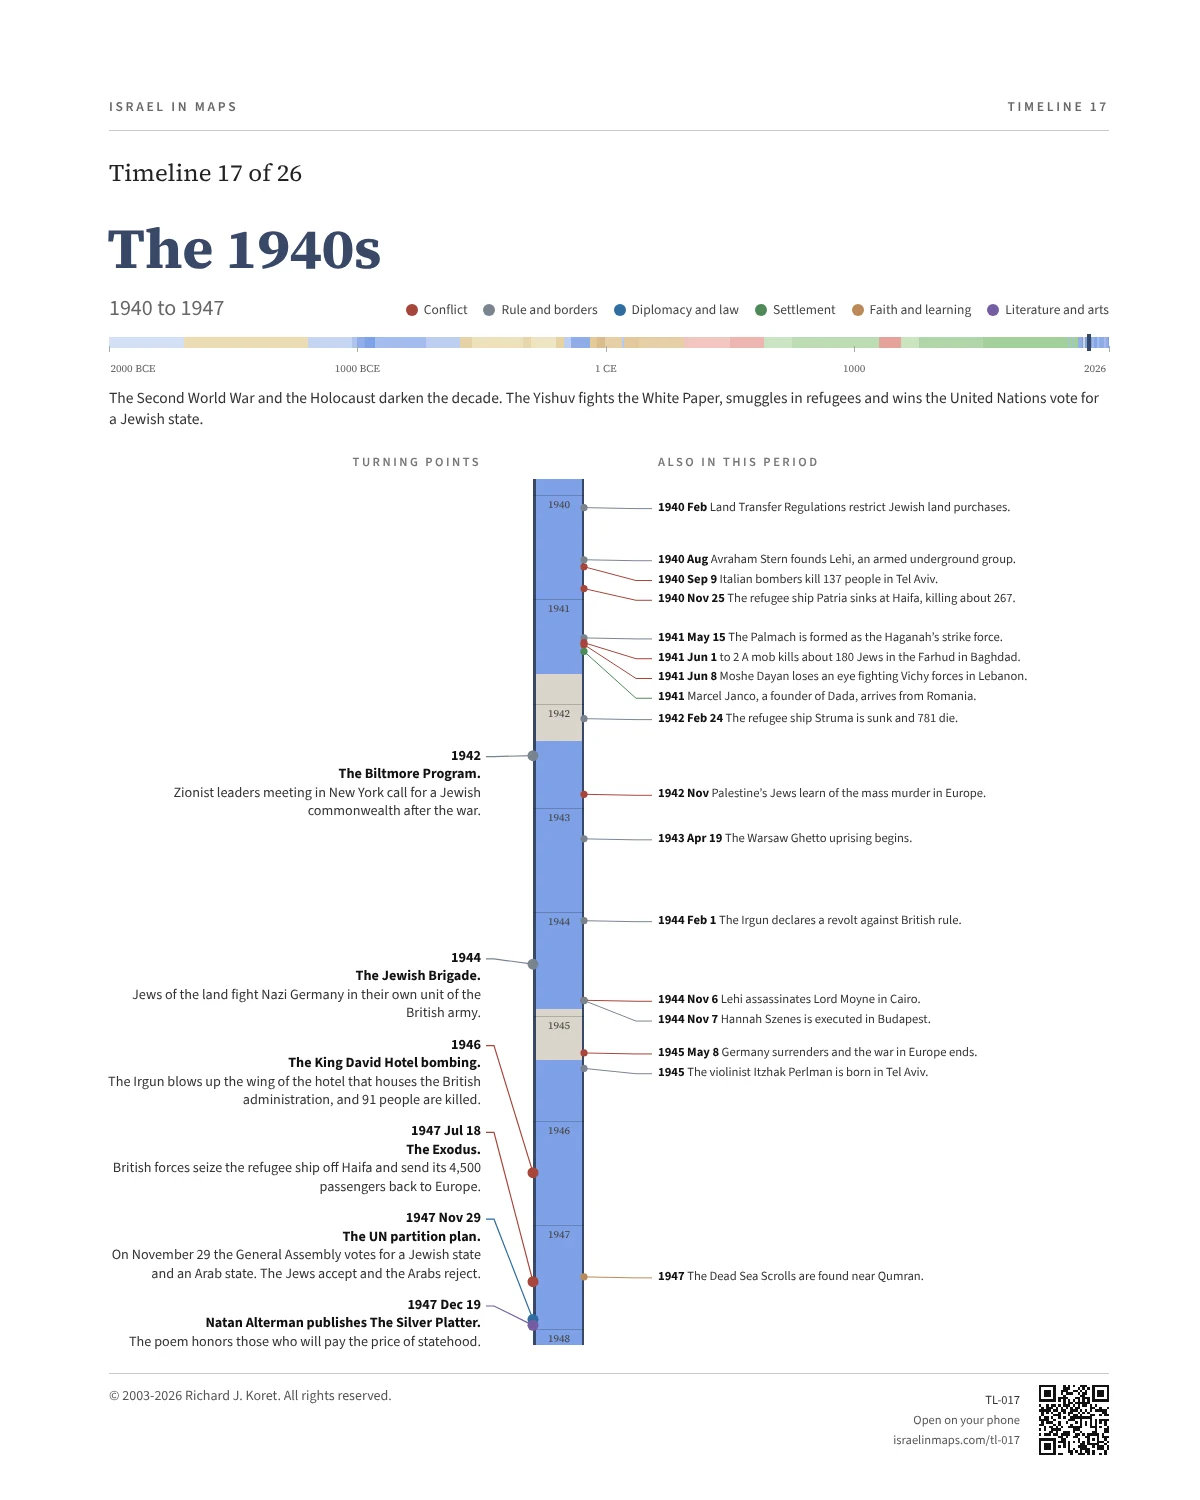 ISRAEL IN MAPS
TIMELINE 17
Timeline 17 of 26
The 1940s
1940 to 1947
Conflict
Rule and borders
Diplomacy and law
Settlement
Faith and learning
Literature and arts
2000 BCE
1000 BCE
1 CE
1000
2026
The Second World War and the Holocaust darken the decade. The Yishuv fights the White Paper, smuggles in refugees and wins the United Nations vote for
a Jewish state.
TURNING POINTS
1942
The Biltmore Program.
Zionist leaders meeting in New York call for a Jewish
commonwealth after the war.
1944
The Jewish Brigade.
Jews of the land fight Nazi Germany in their own unit of the
British army.
1946
The King David Hotel bombing.
The Irgun blows up the wing of the hotel that houses the British
administration, and 91 people are killed.
1947 Jul 18
The Exodus.
British forces seize the refugee ship off Haifa and send its 4,500
passengers back to Europe.
1947 Nov 29
The UN partition plan.
On November 29 the General Assembly votes for a Jewish state
and an Arab state. The Jews accept and the Arabs reject.
1947 Dec 19
Natan Alterman publishes The Silver Platter.
The poem honors those who will pay the price of statehood.
1940
1941
1942
1943
1944
1945
1946
1947
1948
ALSO IN THIS PERIOD
1940 Feb Land Transfer Regulations restrict Jewish land purchases.
1940 Aug Avraham Stern founds Lehi, an armed underground group.
1940 Sep 9 Italian bombers kill 137 people in Tel Aviv.
1940 Nov 25 The refugee ship Patria sinks at Haifa, killing about 267.
1941 May 15 The Palmach is formed as the Haganah's strike force.
1941 Jun 1 to 2 A mob kills about 180 Jews in the Farhud in Baghdad.
1941 Jun 8 Moshe Dayan loses an eye fighting Vichy forces in Lebanon.
1941 Marcel Janco, a founder of Dada, arrives from Romania.
1942 Feb 24 The refugee ship Struma is sunk and 781 die.
1942 Nov Palestine's Jews learn of the mass murder in Europe.
1943 Apr 19 The Warsaw Ghetto uprising begins.
1944 Feb 1 The Irgun declares a revolt against British rule.
1944 Nov 6 Lehi assassinates Lord Moyne in Cairo.
1944 Nov 7 Hannah Szenes is executed in Budapest.
1945 May 8 Germany surrenders and the war in Europe ends.
1945 The violinist Itzhak Perlman is born in Tel Aviv.
1947 The Dead Sea Scrolls are found near Qumran.
© 2003-2026 Richard J. Koret. All rights reserved.
TL-017
Open on your phone
israelinmaps.com/tl-017